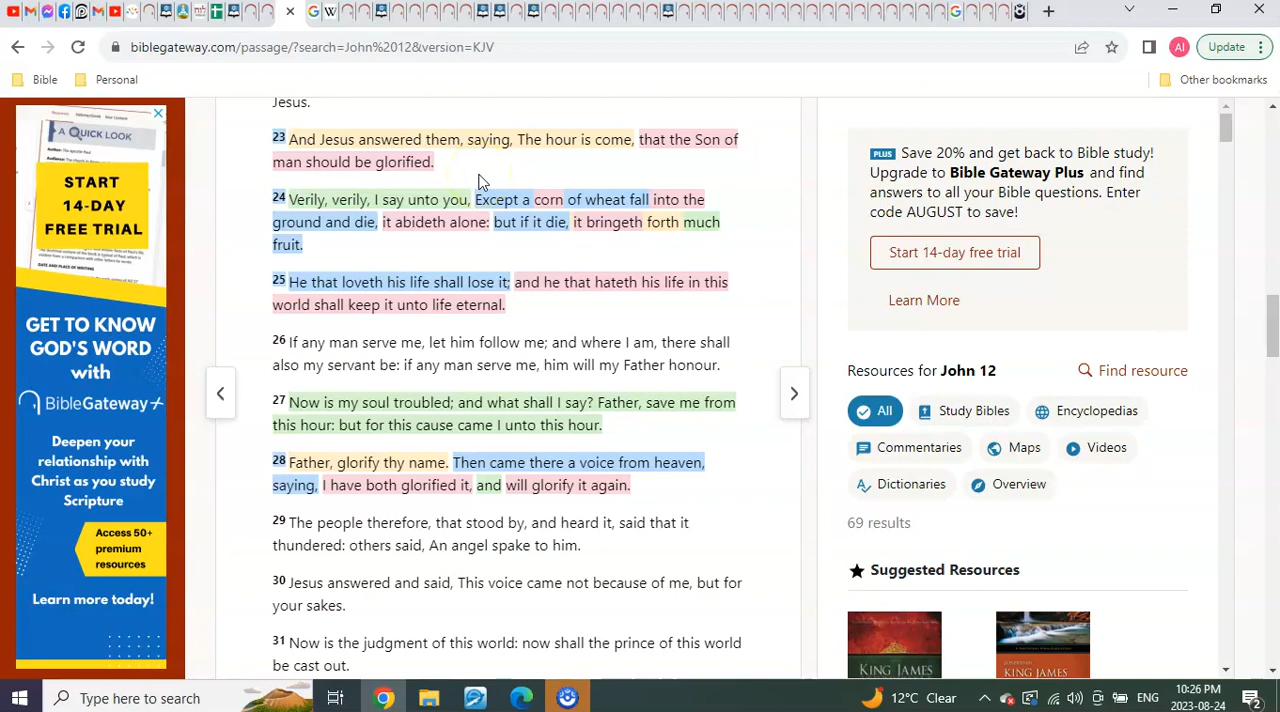 biblegateway.com/passage/?search=John%2012&version=KJV
AI
Update
Bible
Personal
Other bookmarks
Jesus.
23 And Jesus answered them, saying, The hour is come, that the Son of
man should be glorified.
24 Verily, verily, I say unto you, Except a corn of wheat fall into the
ground and die, it abideth alone: but if it die, it bringeth forth much
fruit.
25 He that loveth his life shall lose it; and he that hateth his life in this
world shall keep it unto life eternal.
26 If any man serve me, let him follow me; and where I am, there shall
also my servant be: if any man serve me, him will my Father honour.
27 Now is my soul troubled; and what shall I say? Father, save me from
this hour: but for this cause came I unto this hour.
28 Father, glorify thy name. Then came there a voice from heaven,
saying, I have both glorified it, and will glorify it again.
29 The people therefore, that stood by, and heard it, said that it
thundered: others said, An angel spake to him.
30 Jesus answered and said, This voice came not because of me, but for
your sakes.
31 Now is the judgment of this world: now shall the prince of this world
be cast out.
A QUICK LOOK
START
14-DAY
FREE TRIAL
GET TO KNOW
GOD'S WORD
with
BibleGateway+
Deepen your
relationship with
Christ as you study
Scripture
Access 50+
premium
resources
Learn more today!
PLUS Save 20% and get back to Bible study!
Upgrade to Bible Gateway Plus and find
answers to all your Bible questions. Enter
code AUGUST to save!
Start 14-day free trial
Learn More
Resources for John 12
Find resource
All
Study Bibles
Encyclopedias
Commentaries
Maps
Videos
Dictionaries
Overview
69 results
Suggested Resources
KING JAMES
KING JAMES
Type here to search
12°C Clear
ENG
10:26 PM
2023-08-24
2